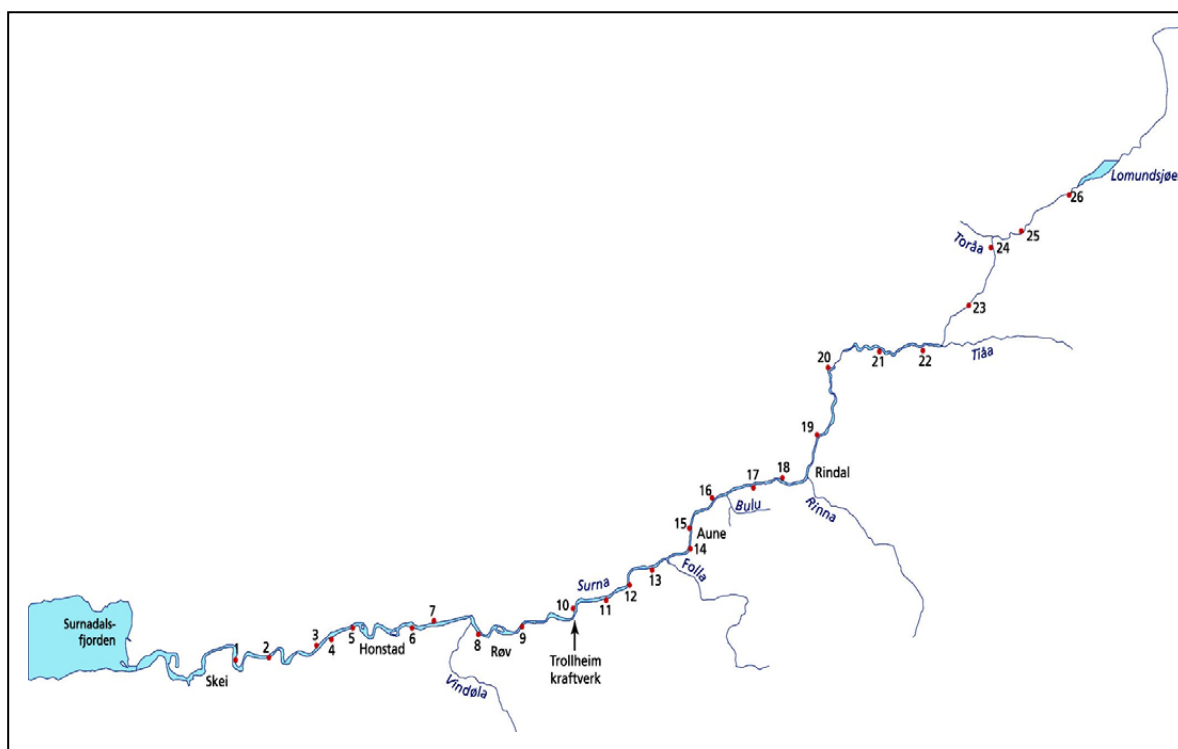 Lomundsjøen
26
25
Toråa
24
23
Tiåa
22
21
20
19
Rindal
Rinna
18
17
16
Bulu
15
Aune
14
Folla
13
Surna
12
11
10
Trollheim
kraftverk
9
Røv
8
Vindøla
7
6
Honstad
5
4
3
2
1
Skei
Surnadals-
fjorden